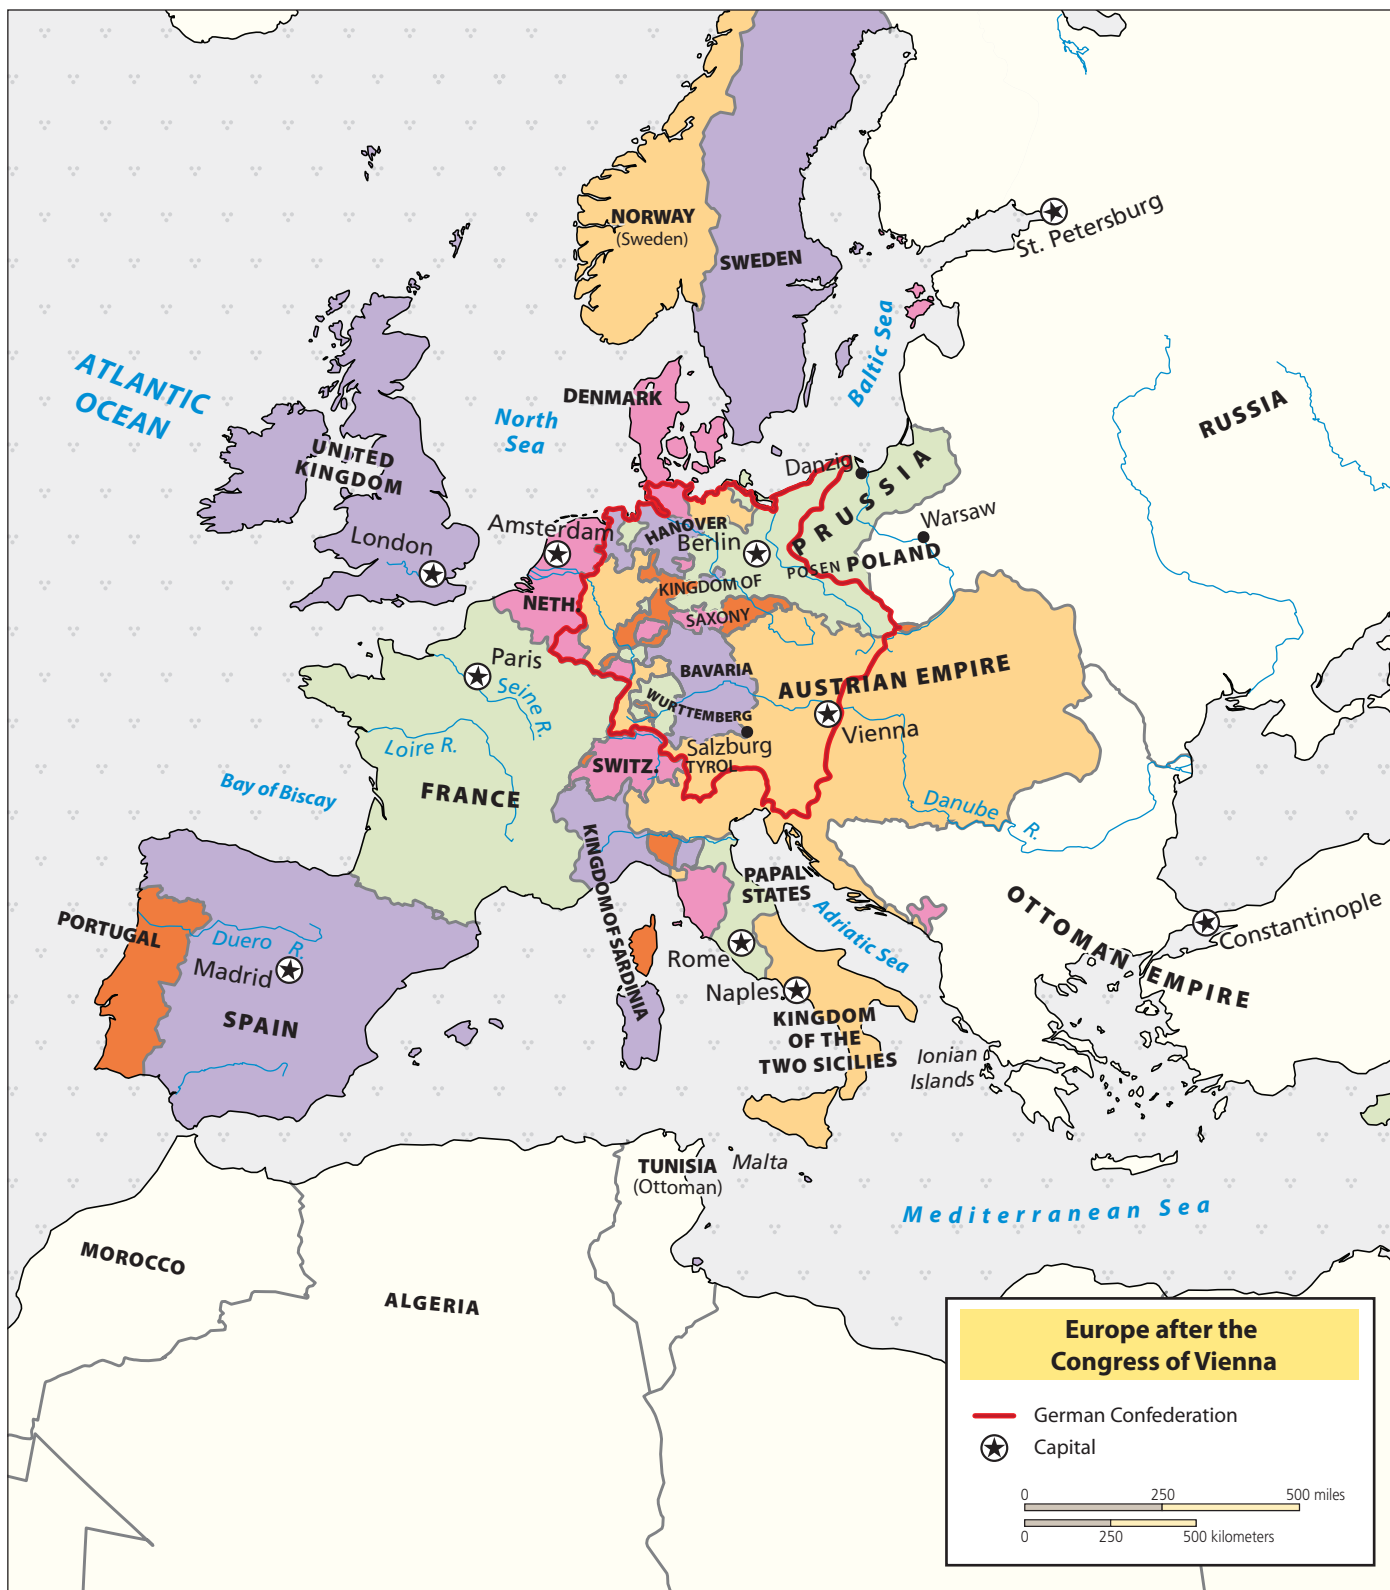 NORWAY
(Sweden)
SWEDEN
St. Petersburg
Baltic Sea
ATLANTIC
OCEAN
North
Sea
DENMARK
RUSSIA
UNITED
KINGDOM
London
Amsterdam
NETH.
HANOVER
Berlin
Danzig
PRUSSIA
Warsaw
POSEN
POLAND
KINGDOM OF
SAXONY
Paris
Seine R.
Loire R.
BAVARIA
WURTTEMBERG
AUSTRIAN EMPIRE
Vienna
Salzburg
TYROL
SWITZ.
FRANCE
Bay of Biscay
Danube R.
KINGDOM OF SARDINIA
PAPAL
STATES
Adriatic Sea
OTTOMAN EMPIRE
Constantinople
PORTUGAL
Duero R.
Madrid
SPAIN
Rome
Naples
KINGDOM
OF THE
TWO SICILIES
Ionian
Islands
TUNISIA
(Ottoman)
Malta
Mediterranean Sea
MOROCCO
ALGERIA
Europe after the
Congress of Vienna
German Confederation
Capital
0 250 500 miles
0 250 500 kilometers